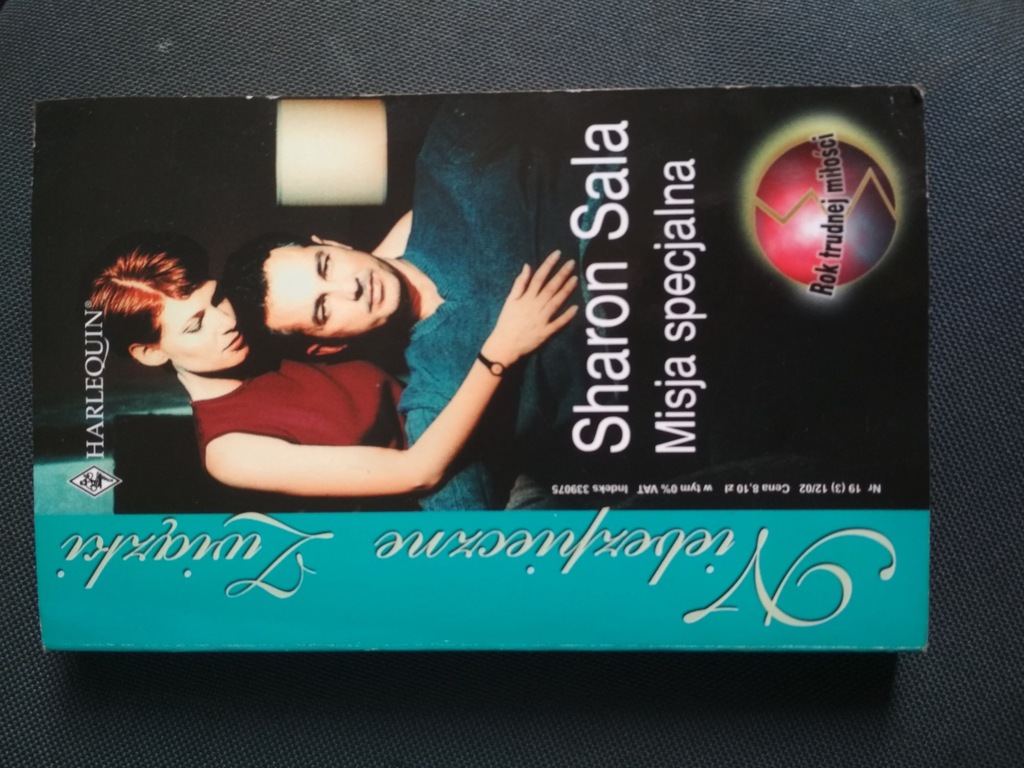 HARLEQUIN®
Niebezpieczne Związki
Nr 19 (3) 12/02 Cena 8,10 zł w tym 0% VAT Indeks 339075
Sharon Sala
Misja specjalna
Rok trudnej miłości